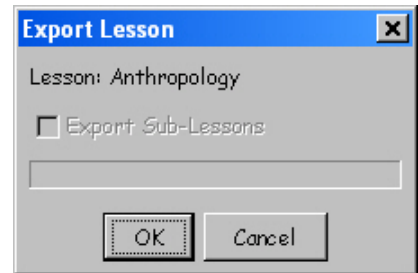 Export Lesson
Lesson: Anthropology
Export Sub-Lessons
OK Cancel